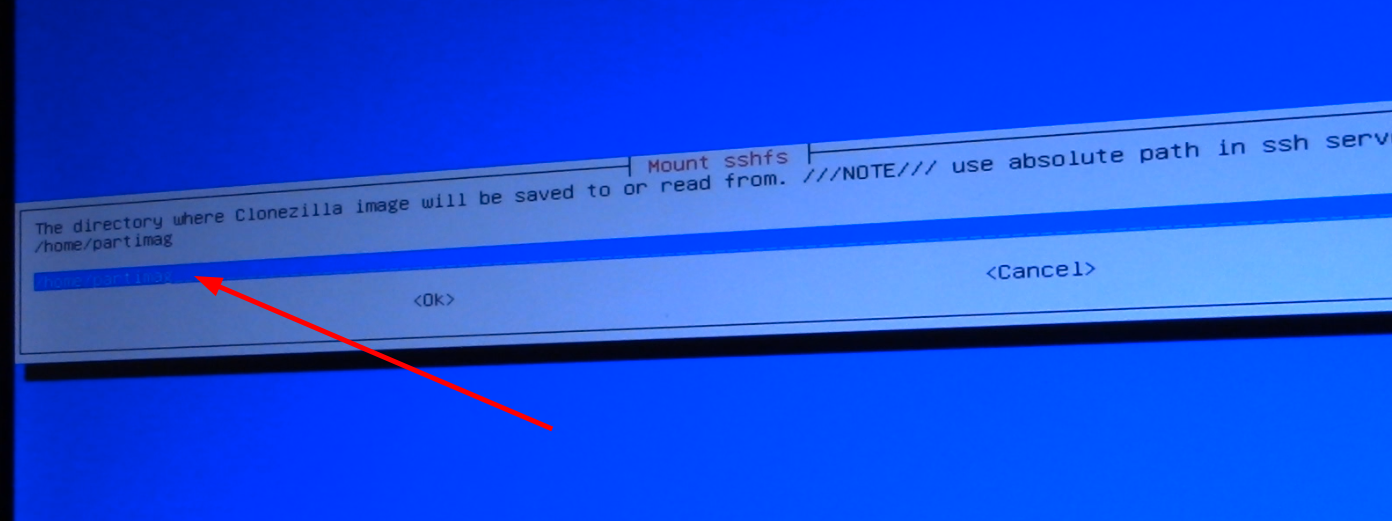 Mount sshfs
The directory where Clonezilla image will be saved to or read from. ///NOTE/// use absolute path in ssh serv
/home/partimag
/home/partimag
<Ok>
<Cancel>